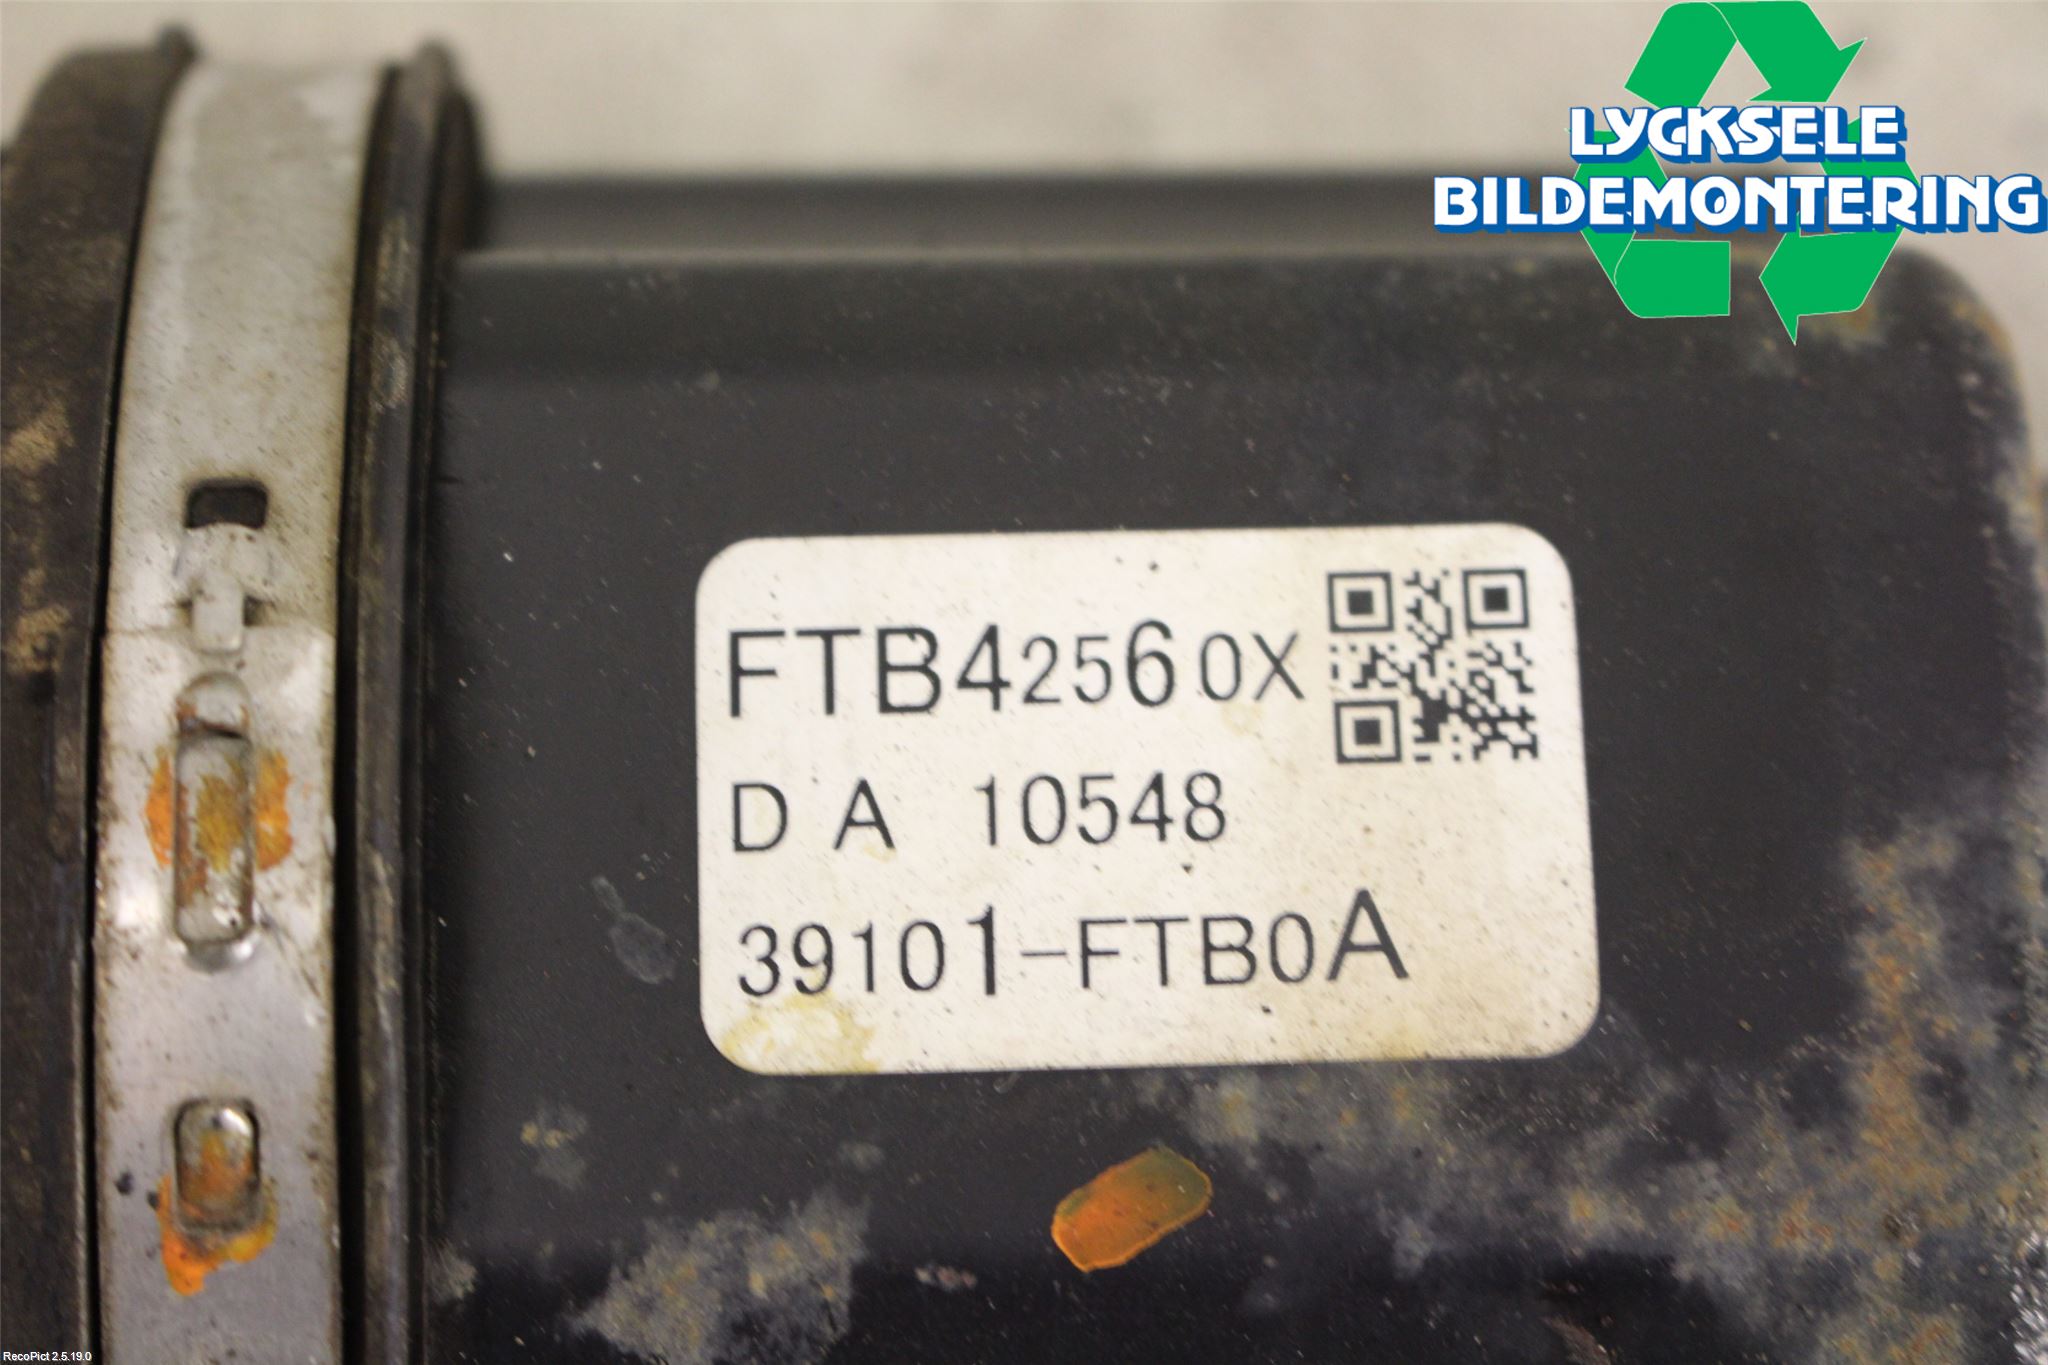 LYCKSELE
BILDEMONTERING
FTB42560X
D A 10548
39101-FTB0A
RecoPict 2.5.19.0